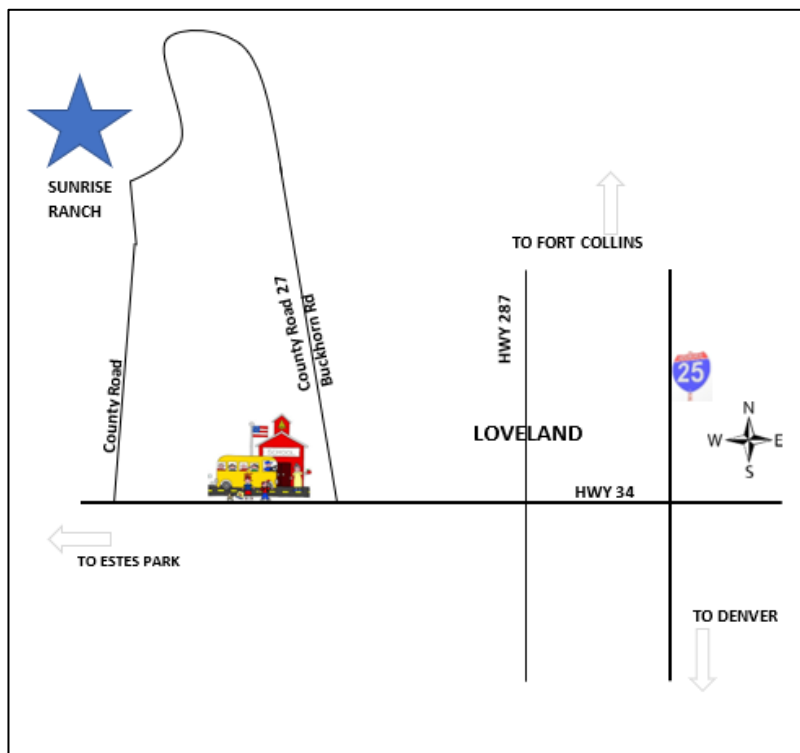 SUNRISE
RANCH
TO FORT COLLINS
County Road 27
Buckhorn Rd
HWY 287
County Road
25
N
W
E
S
LOVELAND
SCHOOL
HWY 34
TO ESTES PARK
TO DENVER